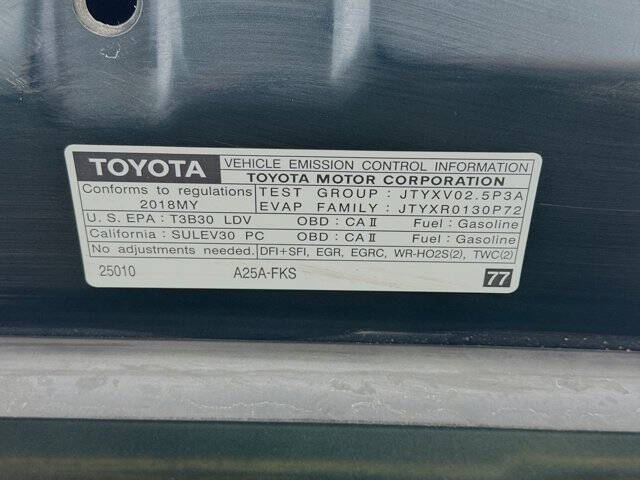 TOYOTA VEHICLE EMISSION CONTROL INFORMATION
TOYOTA MOTOR CORPORATION
Conforms to regulations TEST GROUP : JTYXV02.5P3A
2018MY EVAP FAMILY : JTYXR0130P72
U. S. EPA : T3B30 LDV OBD : CA II Fuel : Gasoline
California : SULEV30 PC OBD : CA II Fuel : Gasoline
No adjustments needed. DFI+SFI, EGR, EGRC, WR-HO2S(2), TWC(2)
25010 A25A-FKS 77